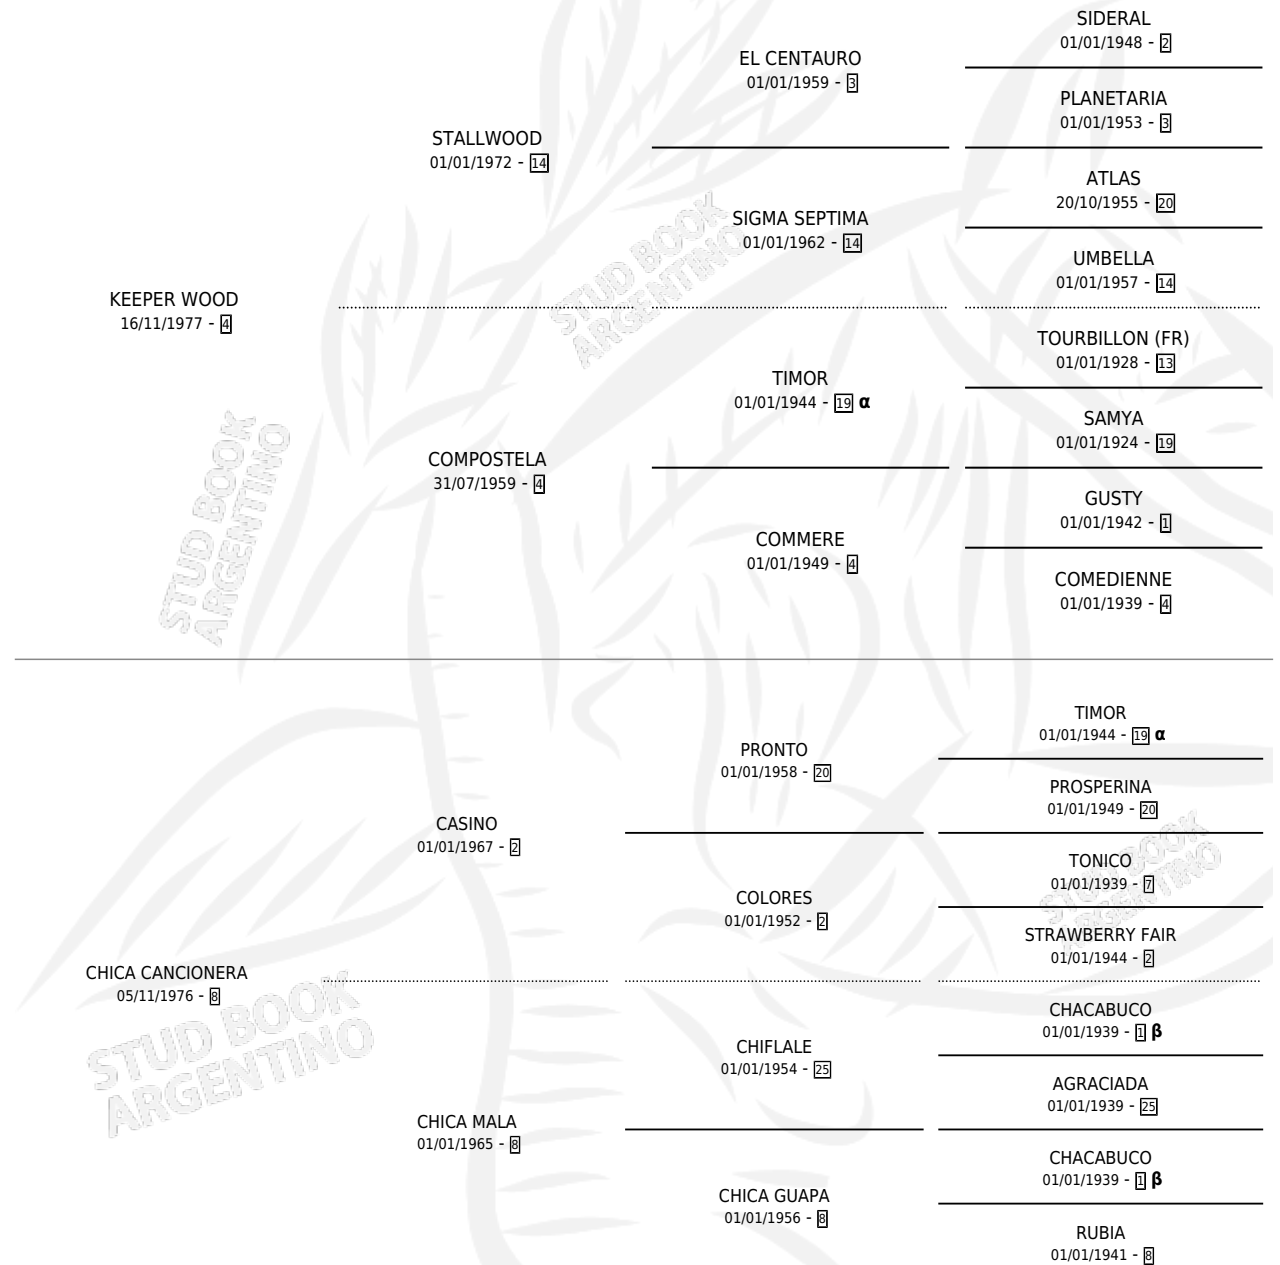 SIDERAL
01/01/1948 - 2
EL CENTAURO
01/01/1959 - 3
PLANETARIA
01/01/1953 - 3
STALLWOOD
01/01/1972 - 14
ATLAS
20/10/1955 - 20
SIGMA SEPTIMA
01/01/1962 - 14
UMBELLA
01/01/1957 - 14
STUD BOOK
ARGENTINO
KEEPER WOOD
16/11/1977 - 4
TOURBILLON (FR)
01/01/1928 - 13
TIMOR
01/01/1944 - 19 α
SAMYA
01/01/1924 - 19
COMPOSTELA
31/07/1959 - 4
GUSTY
01/01/1942 - 1
COMMERE
01/01/1949 - 4
COMEDIENNE
01/01/1939 - 4
STUD BOOK
ARGENTINO
TIMOR
01/01/1944 - 19 α
PRONTO
01/01/1958 - 20
PROSPERINA
01/01/1949 - 20
CASINO
01/01/1967 - 2
TONICO
01/01/1939 - 7
COLORES
01/01/1952 - 2
STRAWBERRY FAIR
01/01/1944 - 2
STUD BOOK
ARGENTINO
CHICA CANCIONERA
05/11/1976 - 8
CHACABUCO
01/01/1939 - 1 β
CHIFLALE
01/01/1954 - 25
AGRACIADA
01/01/1939 - 25
STUD BOOK
ARGENTINO
CHICA MALA
01/01/1965 - 8
CHACABUCO
01/01/1939 - 1 β
CHICA GUAPA
01/01/1956 - 8
RUBIA
01/01/1941 - 8